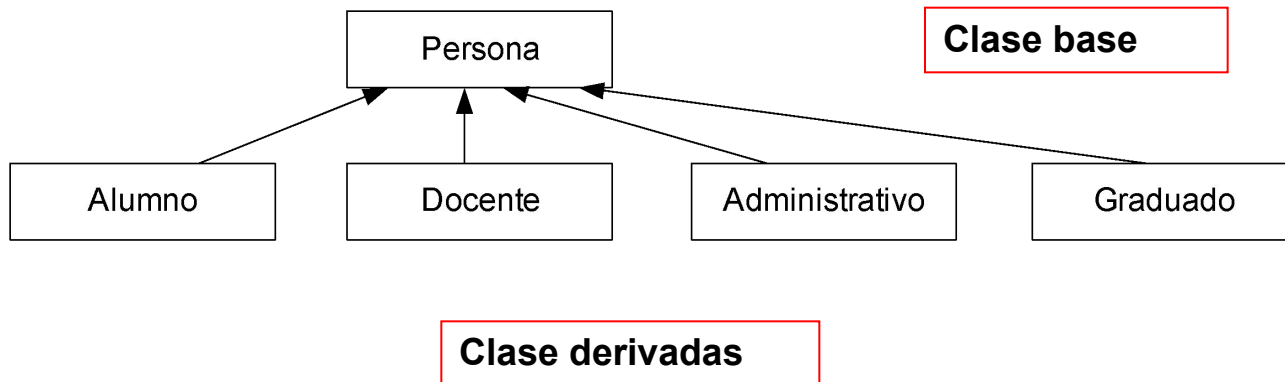 Persona
Clase base
Alumno
Docente
Administrativo
Graduado
Clase derivadas